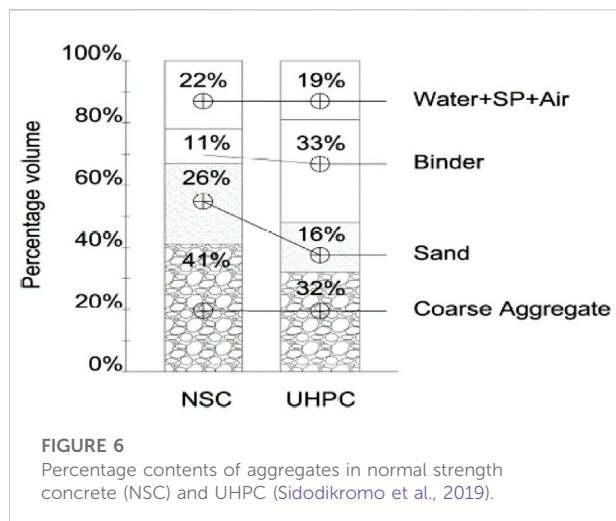 100%
80%
60%
40%
20%
0%
Percentage volume
22%
11%
26%
41%
19%
33%
16%
32%
Water+SP+Air
Binder
Sand
Coarse Aggregate
NSC
UHPC
FIGURE 6
Percentage contents of aggregates in normal strength
concrete (NSC) and UHPC (Sidodikromo et al., 2019).